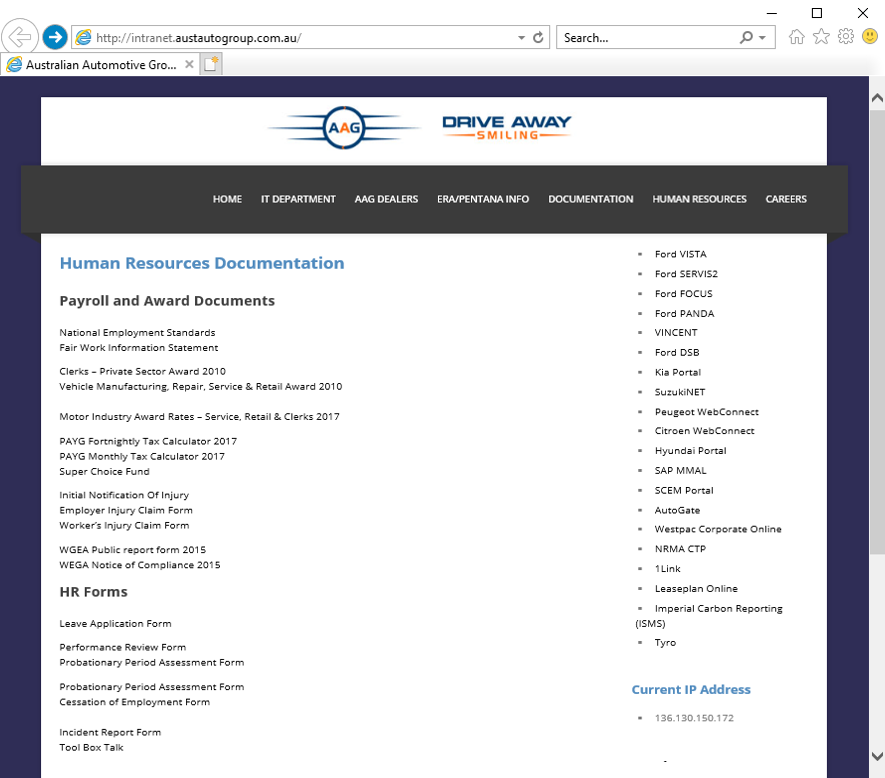 http://intranet.austautogroup.com.au/
Search...
Australian Automotive Gro...
AAG
DRIVE AWAY
SMILING
HOME
IT DEPARTMENT
AAG DEALERS
ERA/PENTANA INFO
DOCUMENTATION
HUMAN RESOURCES
CAREERS
Human Resources Documentation
Payroll and Award Documents
National Employment Standards
Fair Work Information Statement
Clerks – Private Sector Award 2010
Vehicle Manufacturing, Repair, Service & Retail Award 2010
Motor Industry Award Rates – Service, Retail & Clerks 2017
PAYG Fortnightly Tax Calculator 2017
PAYG Monthly Tax Calculator 2017
Super Choice Fund
Initial Notification Of Injury
Employer Injury Claim Form
Worker's Injury Claim Form
WGEA Public report form 2015
WEGA Notice of Compliance 2015
HR Forms
Leave Application Form
Performance Review Form
Probationary Period Assessment Form
Probationary Period Assessment Form
Cessation of Employment Form
Incident Report Form
Tool Box Talk
Ford VISTA
Ford SERVIS2
Ford FOCUS
Ford PANDA
VINCENT
Ford DSB
Kia Portal
SuzukiNET
Peugeot WebConnect
Citroen WebConnect
Hyundai Portal
SAP MMAL
SCEM Portal
AutoGate
Westpac Corporate Online
NRMA CTP
1Link
Leaseplan Online
Imperial Carbon Reporting
(ISMS)
Tyro
Current IP Address
136.130.150.172